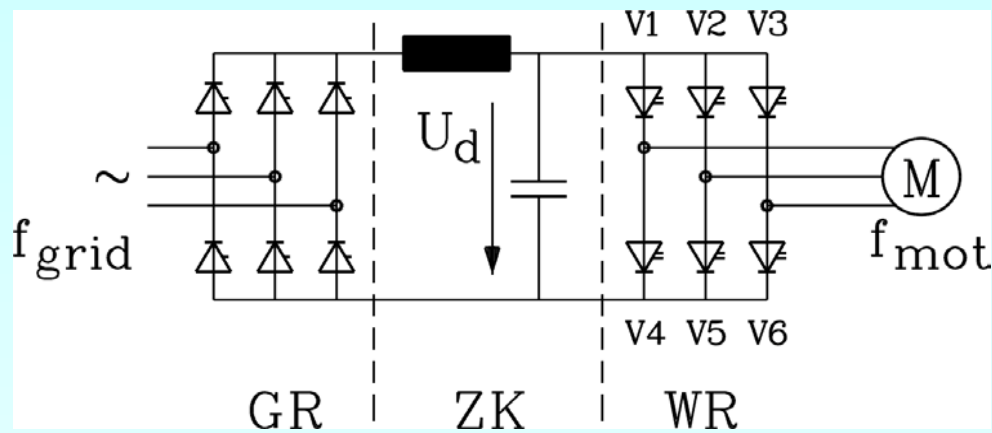 V1 V2 V3
U_d
~
M
f_grid
f_mot
V4 V5 V6
GR ZK WR